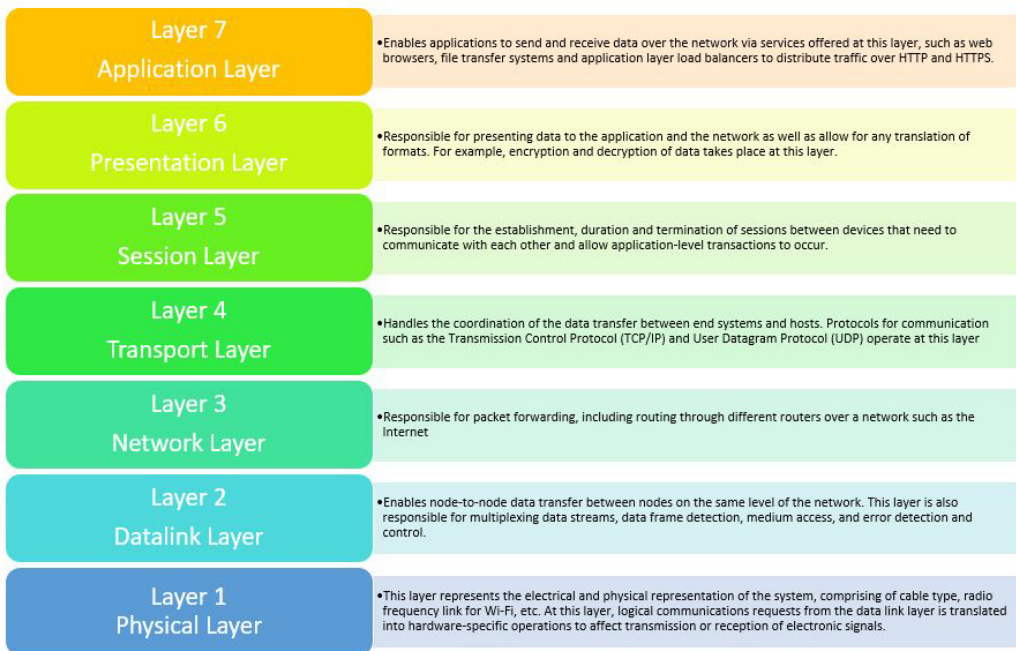 Layer 7
Application Layer
•Enables applications to send and receive data over the network via services offered at this layer, such as web
browsers, file transfer systems and application layer load balancers to distribute traffic over HTTP and HTTPS.
Layer 6
Presentation Layer
•Responsible for presenting data to the application and the network as well as allow for any translation of
formats. For example, encryption and decryption of data takes place at this layer.
Layer 5
Session Layer
•Responsible for the establishment, duration and termination of sessions between devices that need to
communicate with each other and allow application-level transactions to occur.
Layer 4
Transport Layer
•Handles the coordination of the data transfer between end systems and hosts. Protocols for communication
such as the Transmission Control Protocol (TCP/IP) and User Datagram Protocol (UDP) operate at this layer
Layer 3
Network Layer
•Responsible for packet forwarding, including routing through different routers over a network such as the
Internet
Layer 2
Datalink Layer
•Enables node-to-node data transfer between nodes on the same level of the network. This layer is also
responsible for multiplexing data streams, data frame detection, medium access, and error detection and
control.
Layer 1
Physical Layer
•This layer represents the electrical and physical representation of the system, comprising of cable type, radio
frequency link for Wi-Fi, etc. At this layer, logical communications requests from the data link layer is translated
into hardware-specific operations to affect transmission or reception of electronic signals.